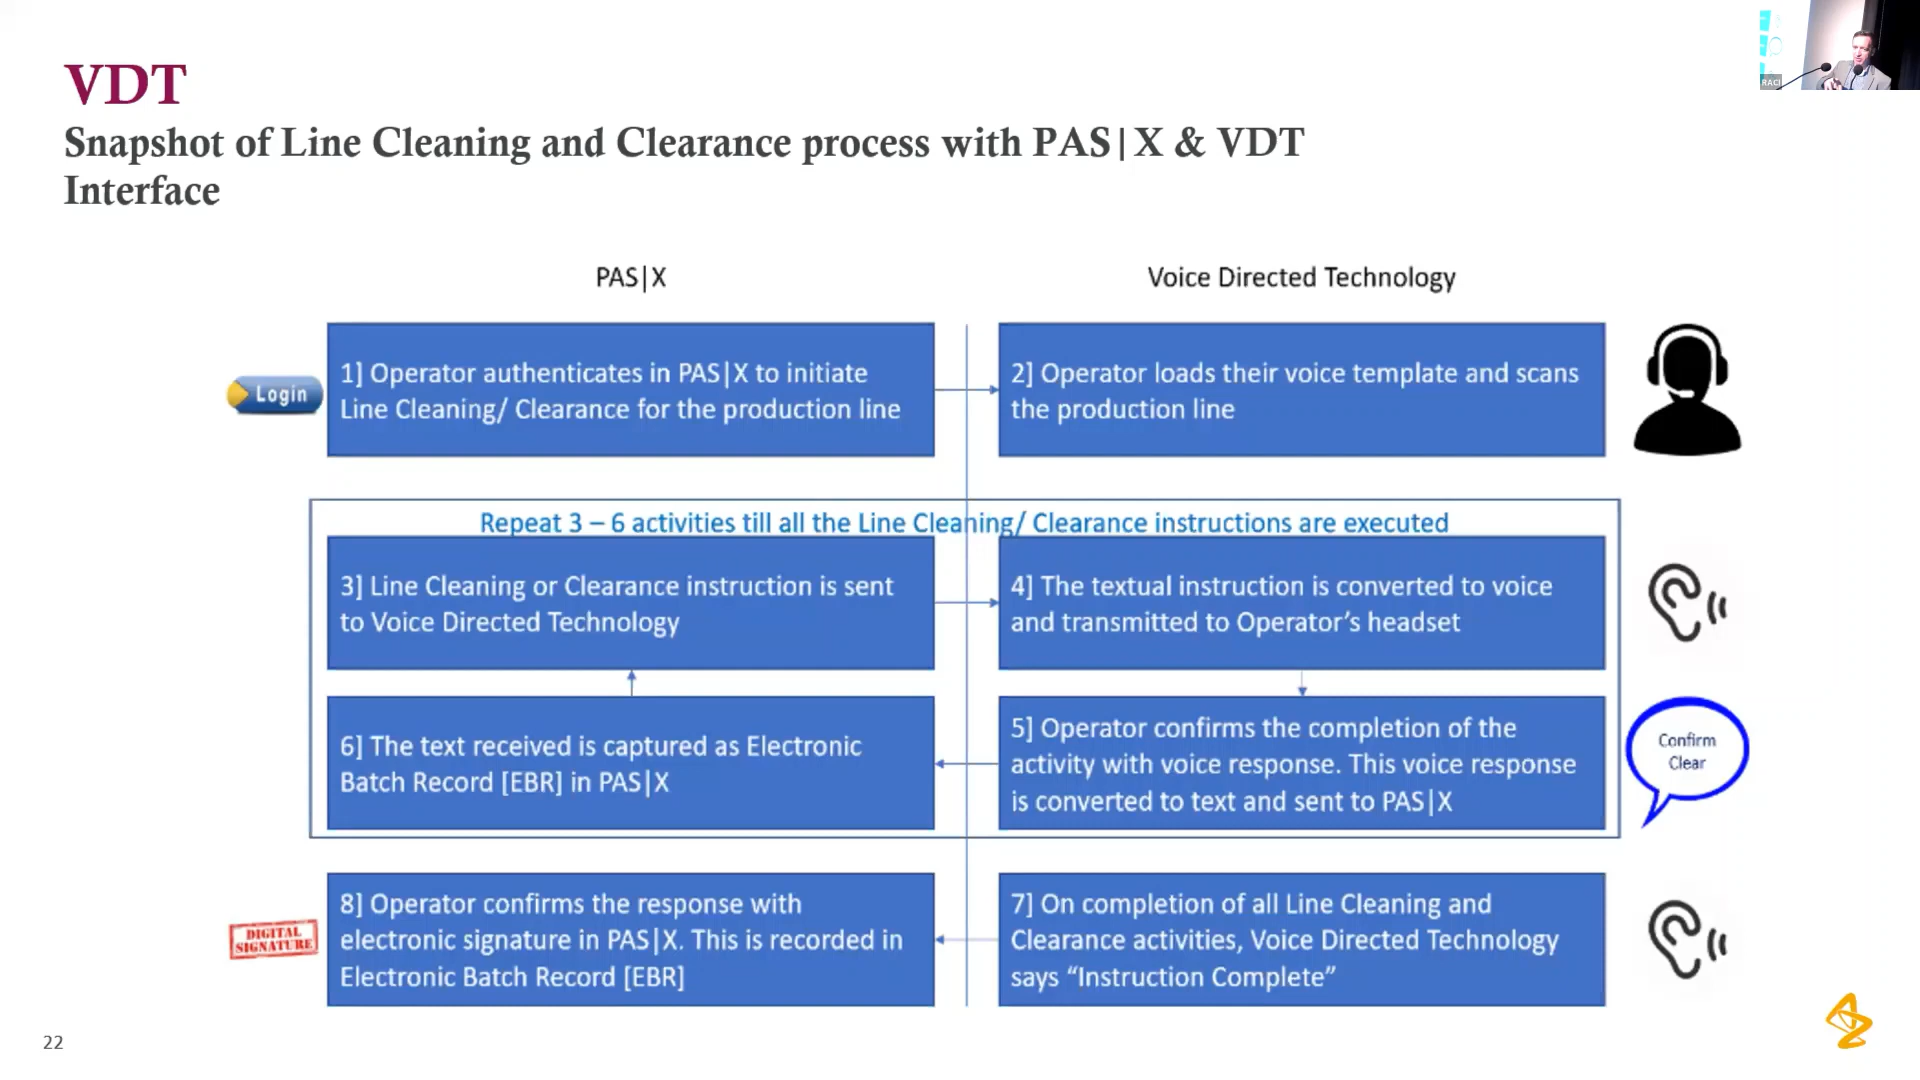 VDT
Snapshot of Line Cleaning and Clearance process with PAS|X & VDT
Interface
PAS|X
Voice Directed Technology
Login
1] Operator authenticates in PAS|X to initiate
Line Cleaning/ Clearance for the production line
2] Operator loads their voice template and scans
the production line
Repeat 3 – 6 activities till all the Line Cleaning/ Clearance instructions are executed
3] Line Cleaning or Clearance instruction is sent
to Voice Directed Technology
4] The textual instruction is converted to voice
and transmitted to Operator’s headset
6] The text received is captured as Electronic
Batch Record [EBR] in PAS|X
5] Operator confirms the completion of the
activity with voice response. This voice response
is converted to text and sent to PAS|X
Confirm
Clear
DIGITAL
SIGNATURE
8] Operator confirms the response with
electronic signature in PAS|X. This is recorded in
Electronic Batch Record [EBR]
7] On completion of all Line Cleaning and
Clearance activities, Voice Directed Technology
says “Instruction Complete”
22